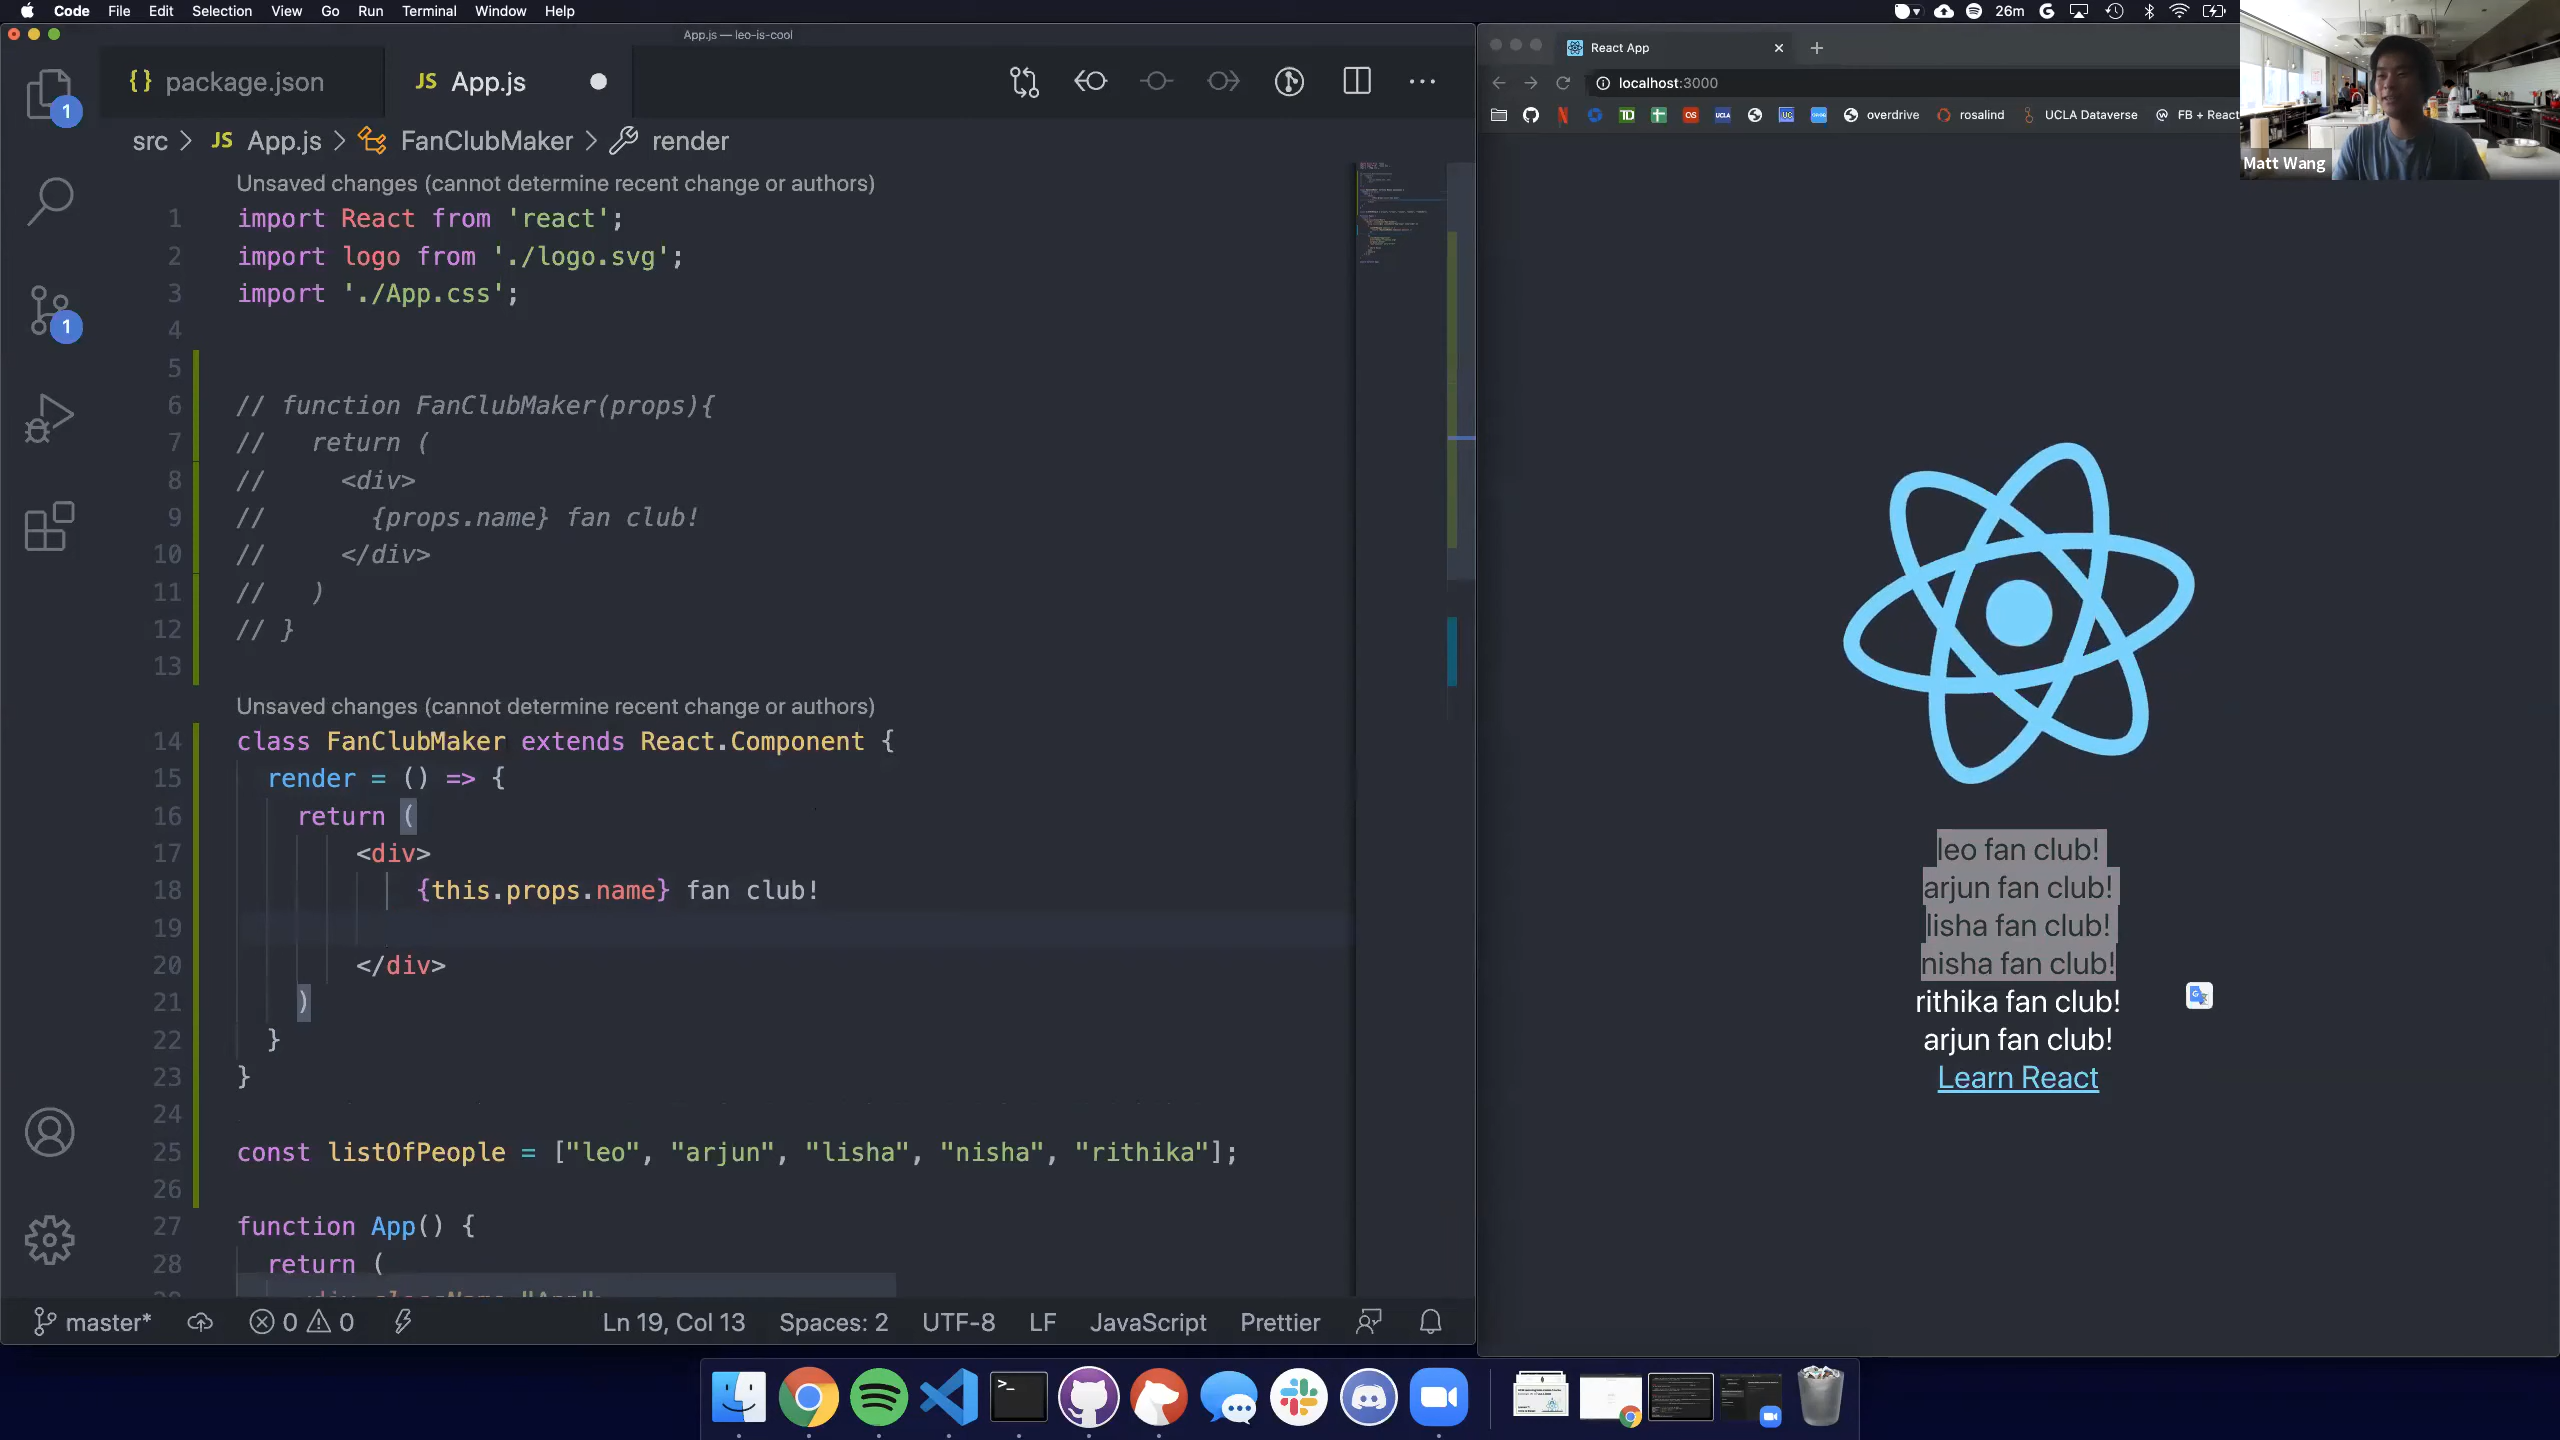 Code File Edit Selection View Go Run Terminal Window Help
26m
App.js — leo-is-cool
{} package.json
JS App.js
src > JS App.js > FanClubMaker > render
Unsaved changes (cannot determine recent change or authors)
1 import React from 'react';
2 import logo from './logo.svg';
3 import './App.css';
4
5
6 // function FanClubMaker(props){
7 //   return (
8 //     <div>
9 //       {props.name} fan club!
10 //     </div>
11 //   )
12 // }
13
Unsaved changes (cannot determine recent change or authors)
14 class FanClubMaker extends React.Component {
15   render = () => {
16     return (
17         <div>
18             {this.props.name} fan club!
19
20         </div>
21     )
22   }
23 }
24
25 const listOfPeople = ["leo", "arjun", "lisha", "nisha", "rithika"];
26
27 function App() {
28   return (
master* 0 0 Ln 19, Col 13 Spaces: 2 UTF-8 LF JavaScript Prettier
1
1
React App
localhost:3000
overdrive rosalind UCLA Dataverse FB + React
Matt Wang
leo fan club!
arjun fan club!
lisha fan club!
nisha fan club!
rithika fan club!
arjun fan club!
Learn React